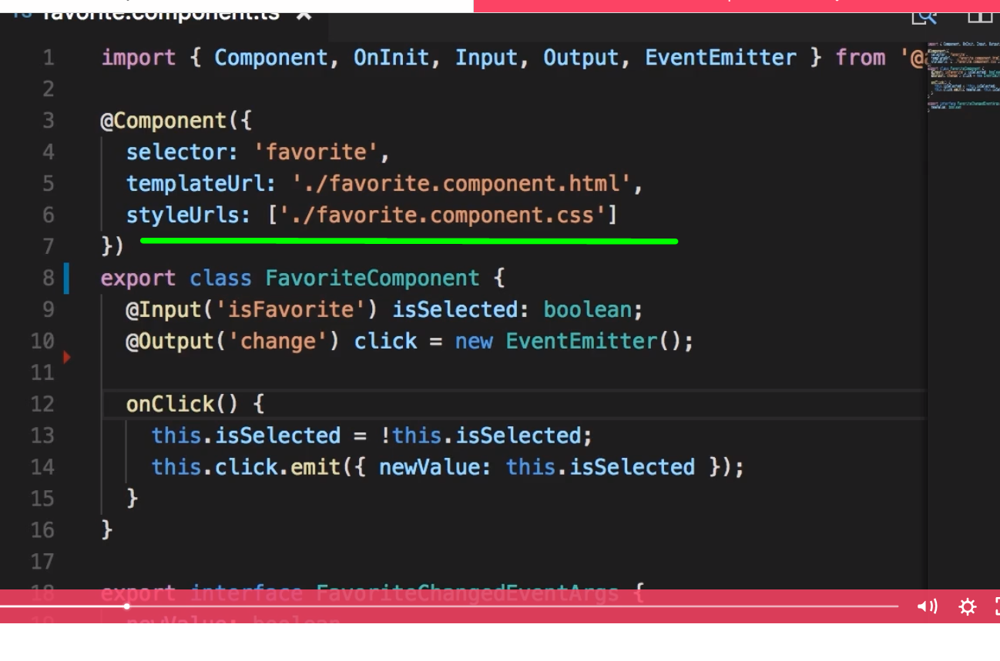 favorite.component.ts ×
1 import { Component, OnInit, Input, Output, EventEmitter } from '@
2
3 @Component({
4 selector: 'favorite',
5 templateUrl: './favorite.component.html',
6 styleUrls: ['./favorite.component.css']
7 })
8 export class FavoriteComponent {
9 @Input('isFavorite') isSelected: boolean;
10 @Output('change') click = new EventEmitter();
11
12 onClick() {
13 this.isSelected = !this.isSelected;
14 this.click.emit({ newValue: this.isSelected });
15 }
16 }
17
18 export interface FavoriteChangedEventArgs {
19 newValue: boolean